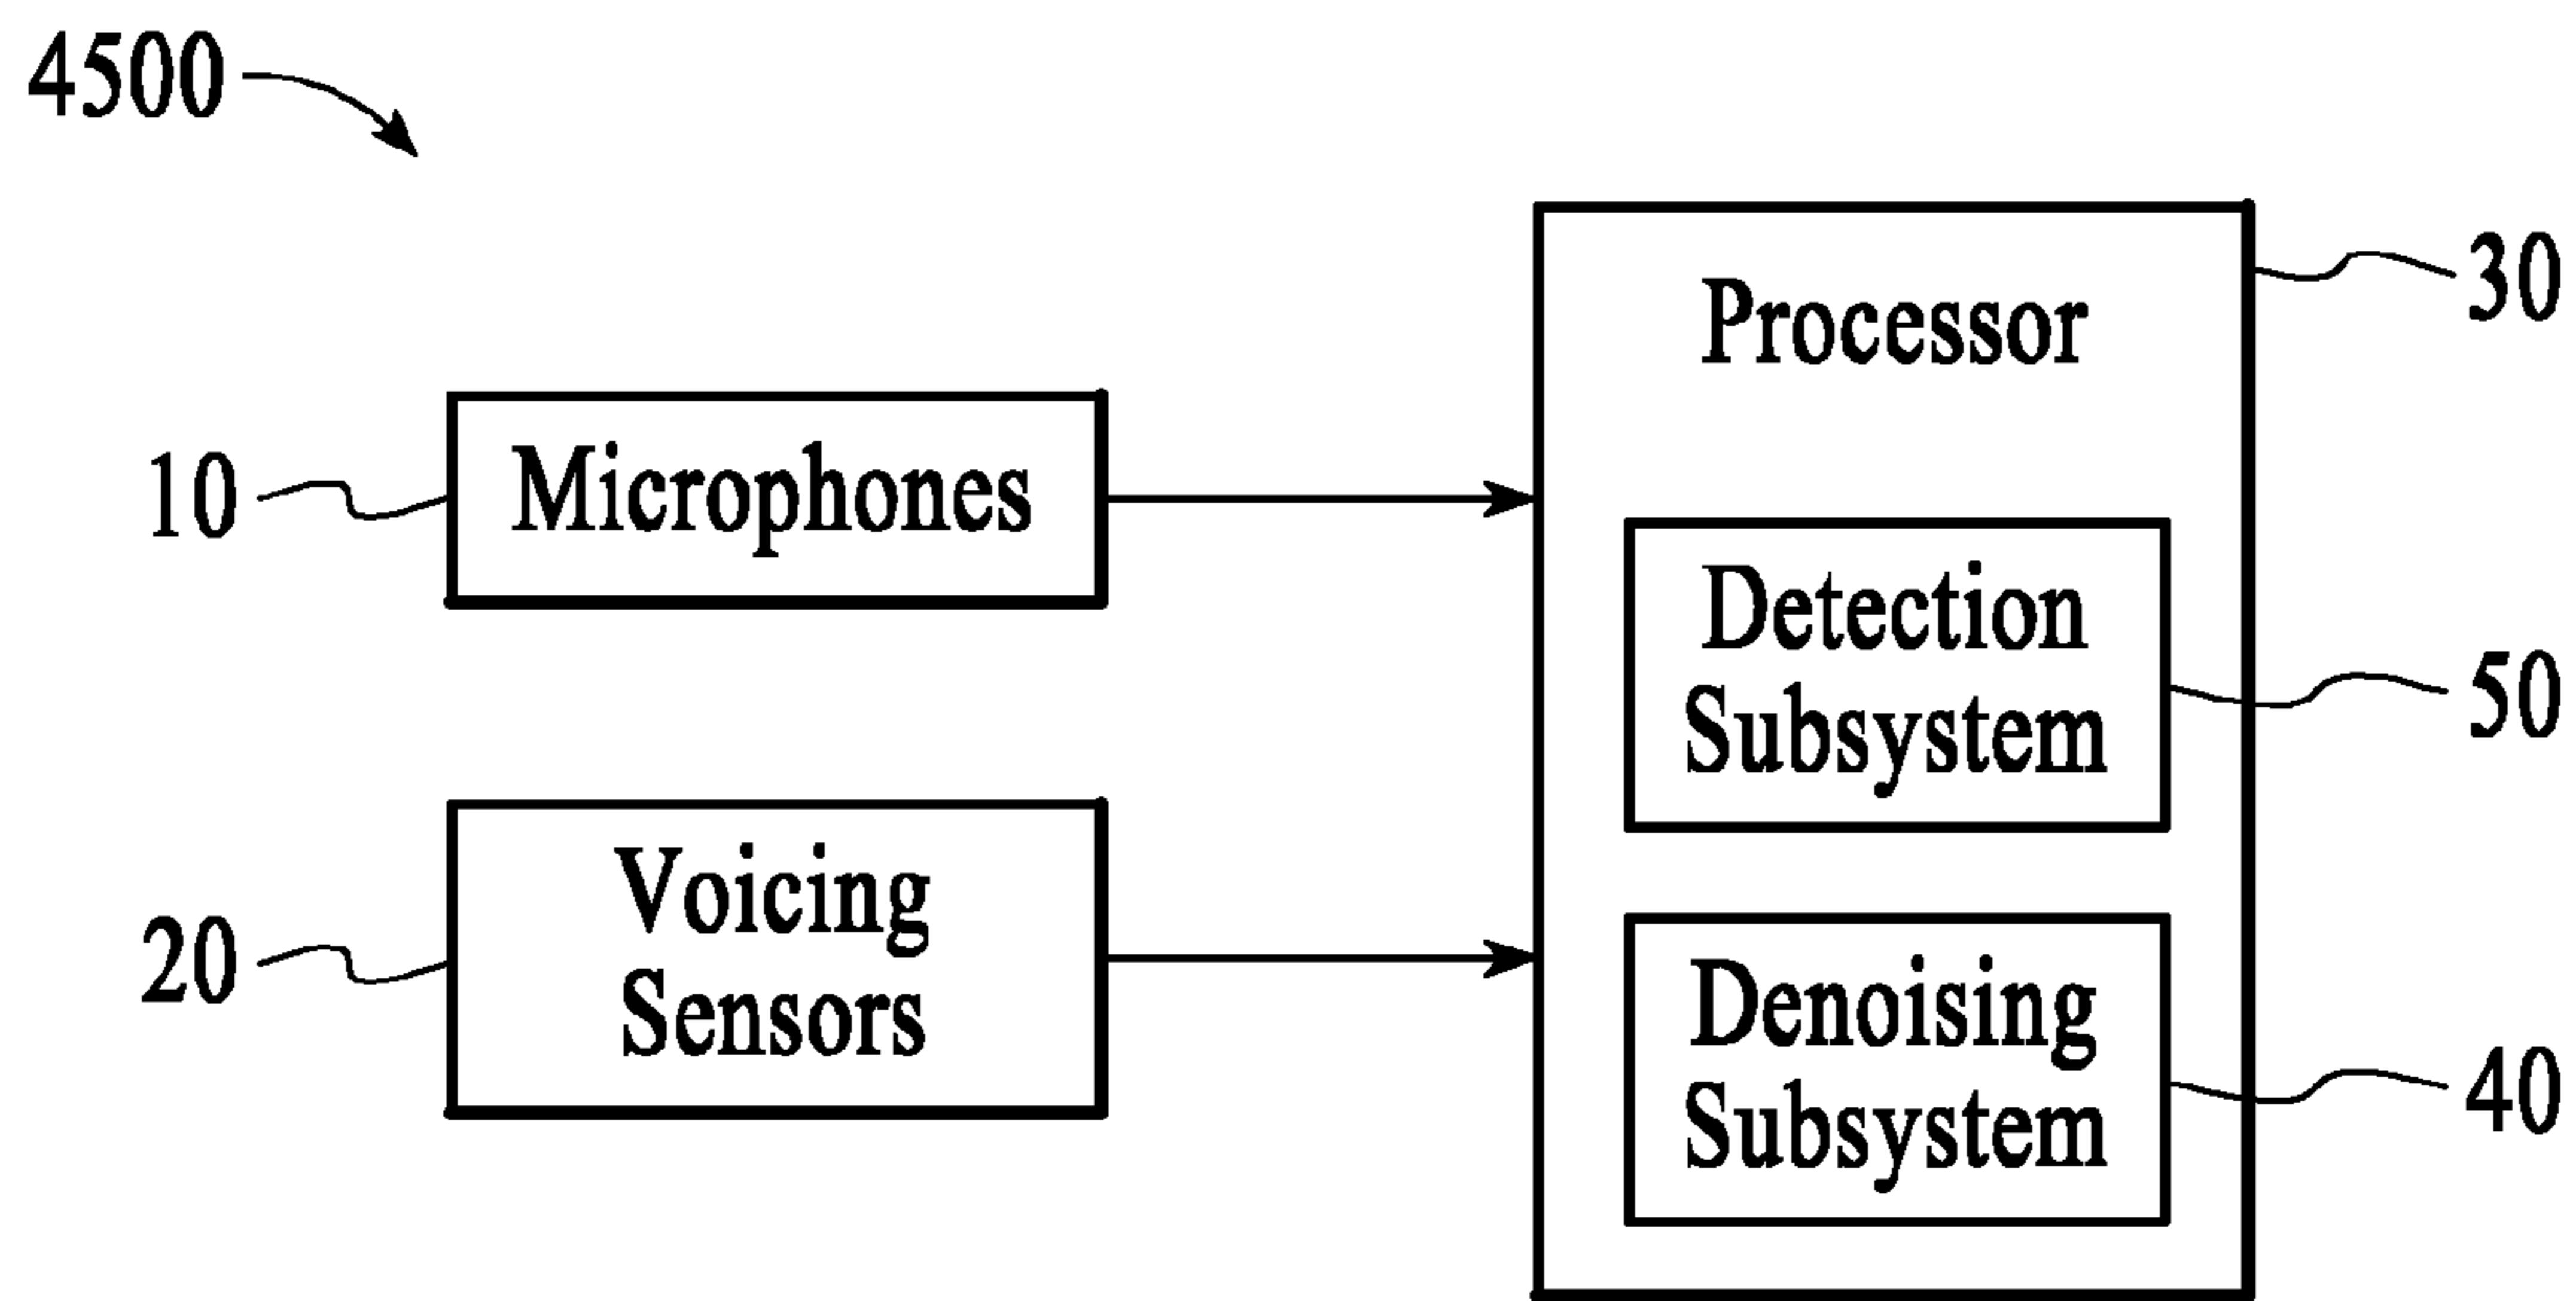 4500
Processor
30
10
Microphones
Detection
Subsystem
50
20
Voicing
Sensors
Denoising
Subsystem
40